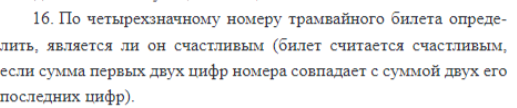 16. По четырехзначному номеру трамвайного билета опреде-
лить, является ли он счастливым (билет считается счастливым,
если сумма первых двух цифр номера совпадает с суммой двух его
последних цифр).